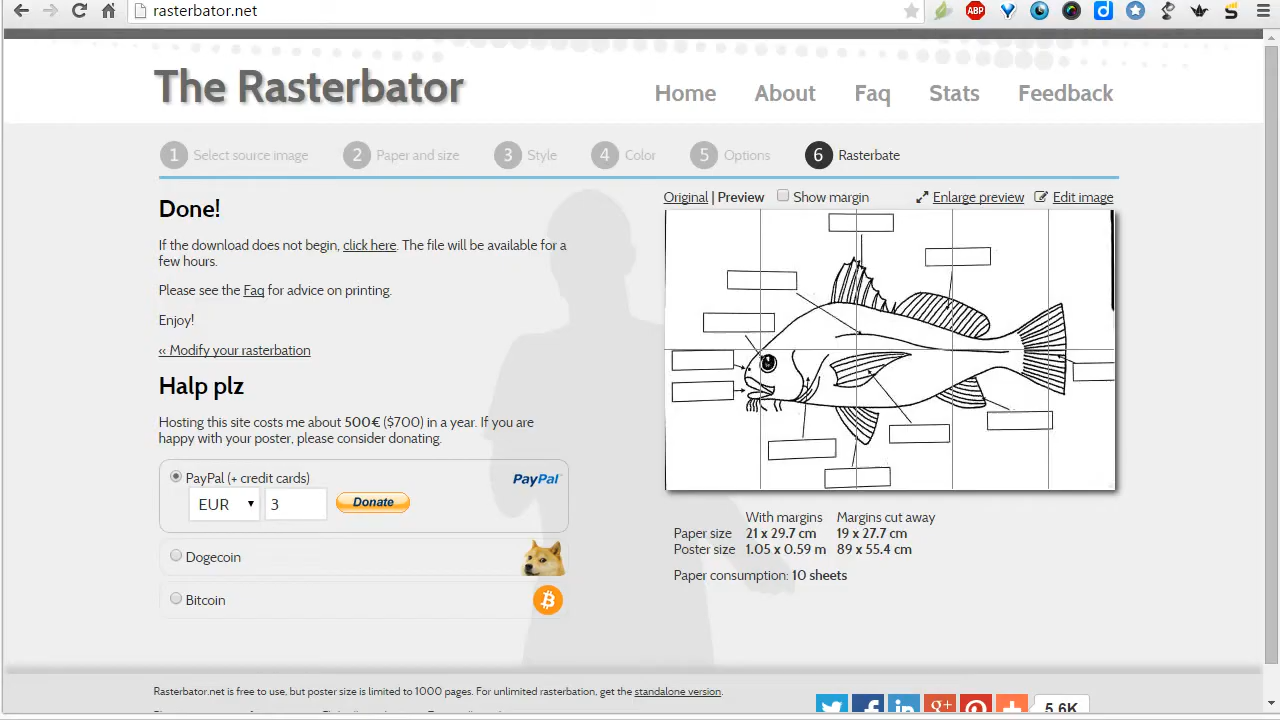 rasterbator.net
ABP
The Rasterbator
Home About Faq Stats Feedback
1 Select source image 2 Paper and size 3 Style 4 Color 5 Options 6 Rasterbate
Original | Preview Show margin Enlarge preview Edit image
Done!
If the download does not begin, click here. The file will be available for a
few hours.
Please see the Faq for advice on printing.
Enjoy!
‹‹ Modify your rasterbation
Halp plz
Hosting this site costs me about 500€ ($700) in a year. If you are
happy with your poster, please consider donating.
PayPal (+ credit cards)
PayPal
EUR 3 Donate
Dogecoin
Bitcoin
With margins Margins cut away
Paper size 21 x 29.7 cm 19 x 27.7 cm
Poster size 1.05 x 0.59 m 89 x 55.4 cm
Paper consumption: 10 sheets
Rasterbator.net is free to use, but poster size is limited to 1000 pages. For unlimited rasterbation, get the standalone version.
5.6K